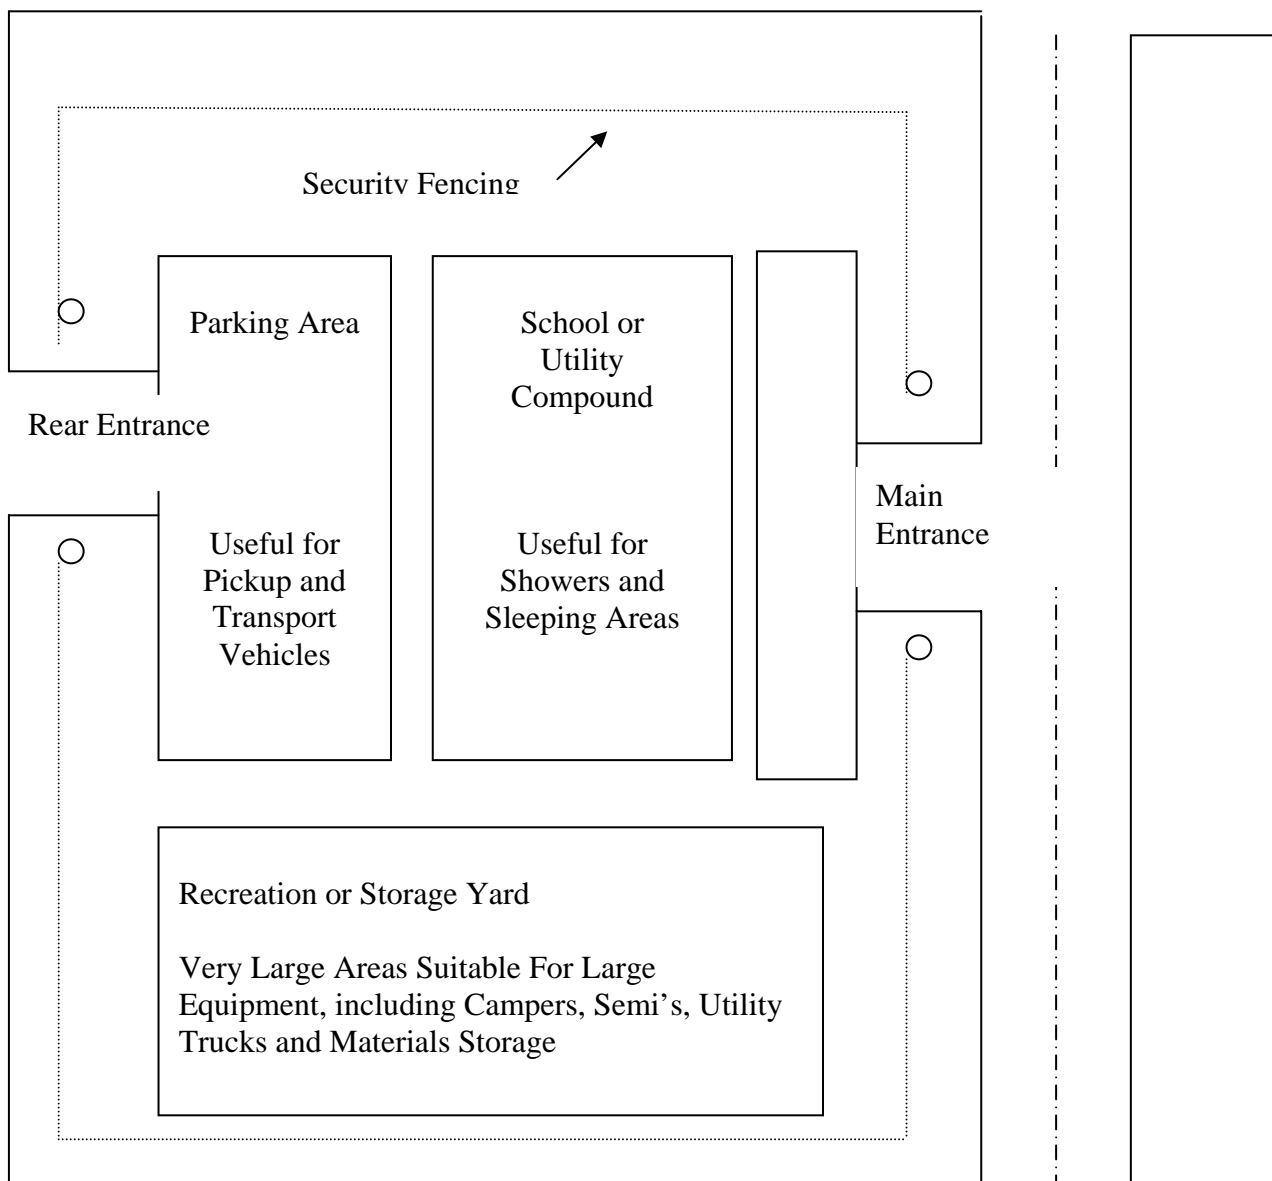 Security Fencing
Parking Area
School or
Utility
Compound
Rear Entrance
Main
Entrance
Useful for
Pickup and
Transport
Vehicles
Useful for
Showers and
Sleeping Areas
Recreation or Storage Yard
Very Large Areas Suitable For Large
Equipment, including Campers, Semi’s, Utility
Trucks and Materials Storage